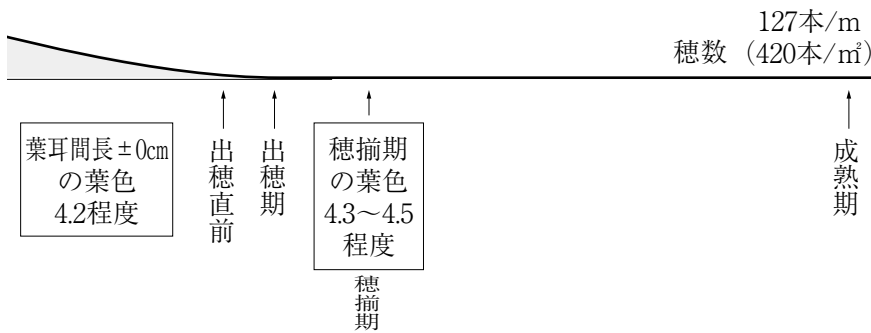 127本/m
穂数（420本/㎡）
葉耳間長±0cm
の葉色
4.2程度
出穂直前
出穂期
穂揃期
の葉色
4.3～4.5
程度
穂揃期
成熟期